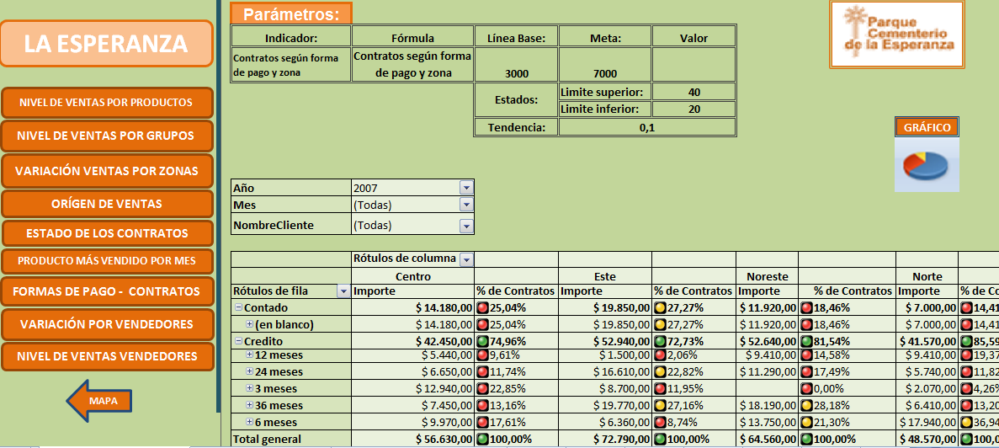 LA ESPERANZA
NIVEL DE VENTAS POR PRODUCTOS
NIVEL DE VENTAS POR GRUPOS
VARIACIÓN VENTAS POR ZONAS
ORÍGEN DE VENTAS
ESTADO DE LOS CONTRATOS
PRODUCTO MÁS VENDIDO POR MES
FORMAS DE PAGO - CONTRATOS
VARIACIÓN POR VENDEDORES
NIVEL DE VENTAS VENDEDORES
MAPA
Parámetros:
Indicador: Fórmula Línea Base: Meta: Valor
Contratos según forma de pago y zona Contratos según forma de pago y zona 3000 7000
Estados: Limite superior: 40
Limite inferior: 20
Tendencia: 0,1
Parque
Cementerio
de la Esperanza
GRÁFICO
Año 2007
Mes (Todas)
NombreCliente (Todas)
Rótulos de columna
Centro Este Noreste Norte
Rótulos de fila Importe % de Contratos Importe % de Contratos Importe % de Contratos Importe % de Co
Contado $ 14.180,00 25,04% $ 19.850,00 27,27% $ 11.920,00 18,46% $ 7.000,00 14,41
(en blanco) $ 14.180,00 25,04% $ 19.850,00 27,27% $ 11.920,00 18,46% $ 7.000,00 14,41
Credito $ 42.450,00 74,96% $ 52.940,00 72,73% $ 52.640,00 81,54% $ 41.570,00 85,59
12 meses $ 5.440,00 9,61% $ 1.500,00 2,06% $ 9.410,00 14,58% $ 9.410,00 19,37
24 meses $ 6.650,00 11,74% $ 16.610,00 22,82% $ 11.290,00 17,49% $ 5.740,00 11,82
3 meses $ 12.940,00 22,85% $ 8.700,00 11,95% 0,00% $ 2.070,00 4,26%
36 meses $ 7.450,00 13,16% $ 19.770,00 27,16% $ 18.190,00 28,18% $ 6.410,00 13,20
6 meses $ 9.970,00 17,61% $ 6.360,00 8,74% $ 13.750,00 21,30% $ 17.940,00 36,94
Total general $ 56.630,00 100,00% $ 72.790,00 100,00% $ 64.560,00 100,00% $ 48.570,00 100,0